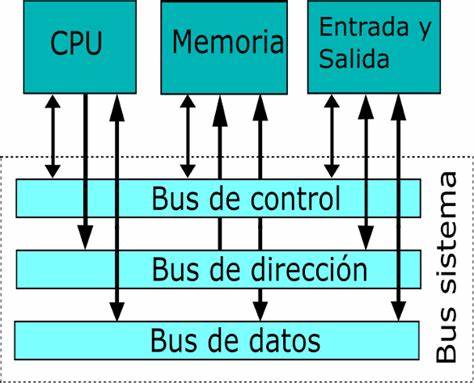 CPU
Memoria
Entrada y
Salida
Bus de control
Bus de dirección
Bus de datos
Bus sistema